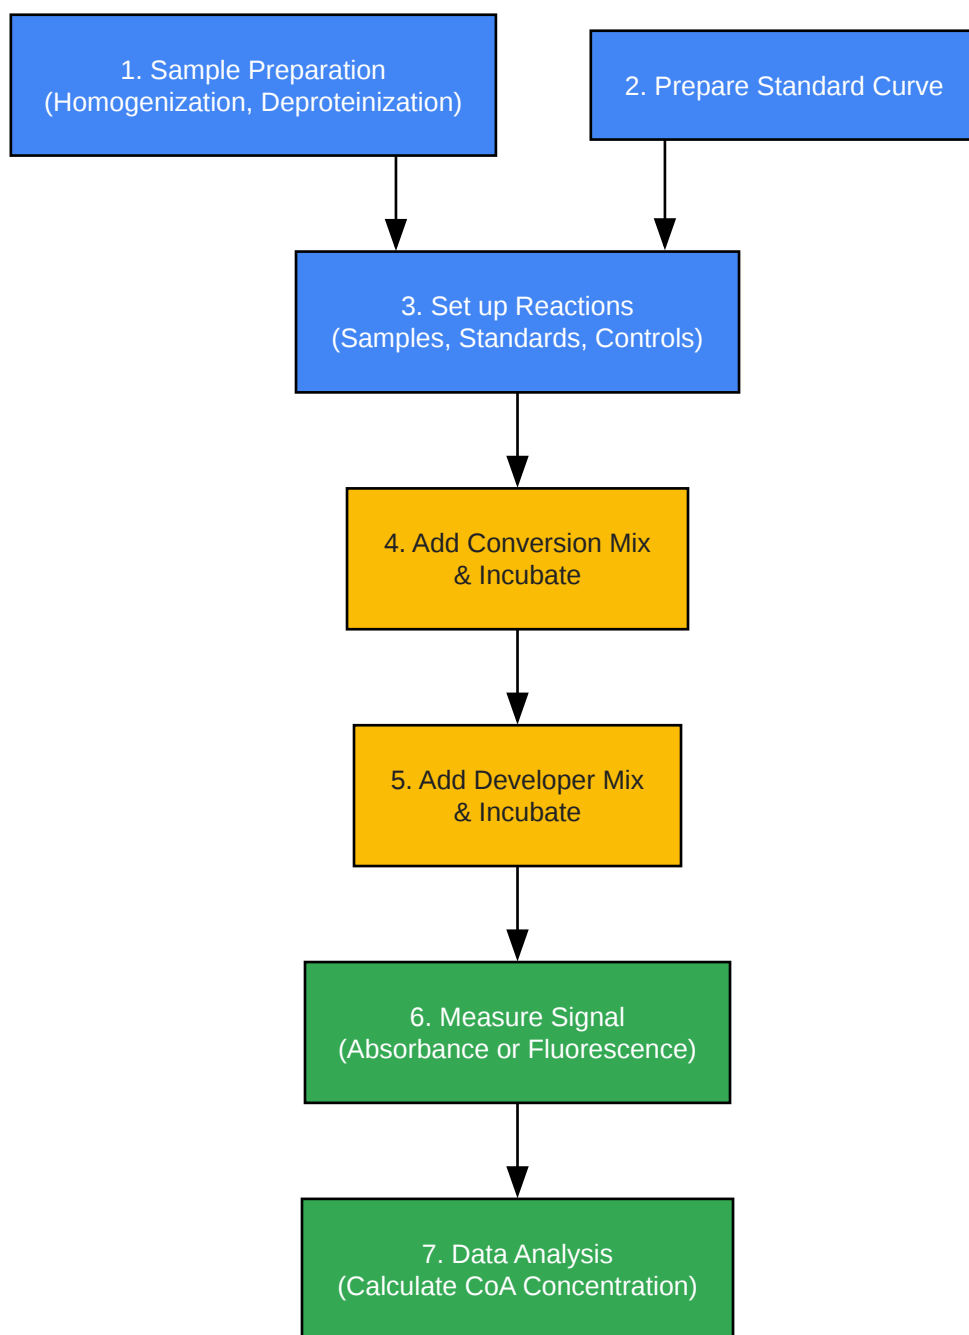 1. Sample Preparation
(Homogenization, Deproteinization)
2. Prepare Standard Curve
3. Set up Reactions
(Samples, Standards, Controls)
4. Add Conversion Mix
& Incubate
5. Add Developer Mix
& Incubate
6. Measure Signal
(Absorbance or Fluorescence)
7. Data Analysis
(Calculate CoA Concentration)